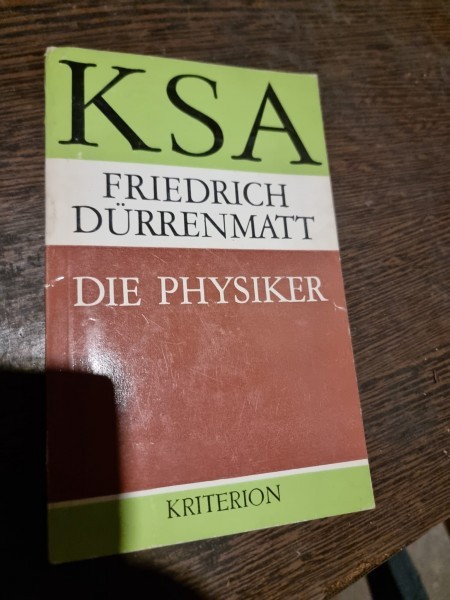 KSA
FRIEDRICH
DÜRRENMATT
DIE PHYSIKER
KRITERION